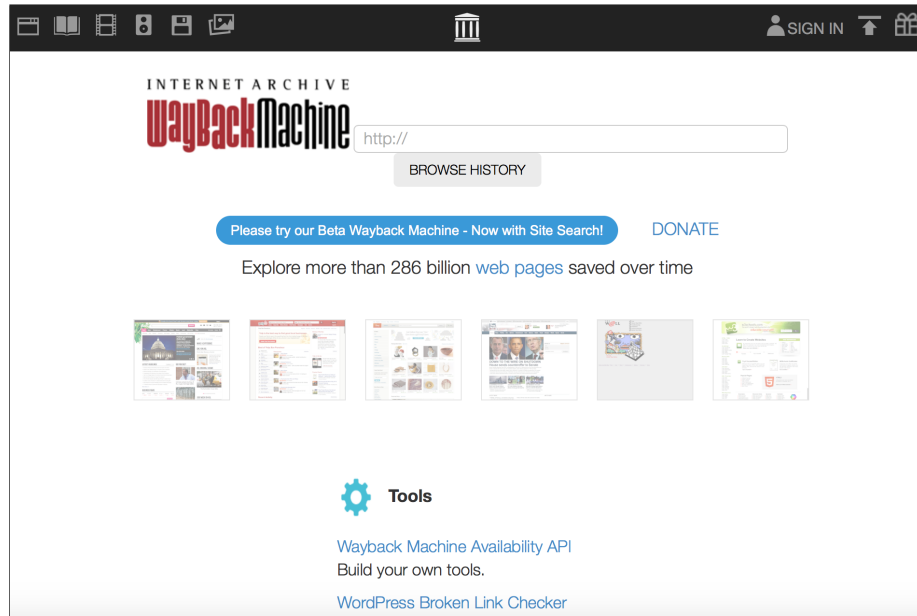 SIGN IN
INTERNET ARCHIVE
WayBackMachine
http://
BROWSE HISTORY
Please try our Beta Wayback Machine - Now with Site Search!
DONATE
Explore more than 286 billion web pages saved over time
Tools
Wayback Machine Availability API
Build your own tools.
WordPress Broken Link Checker